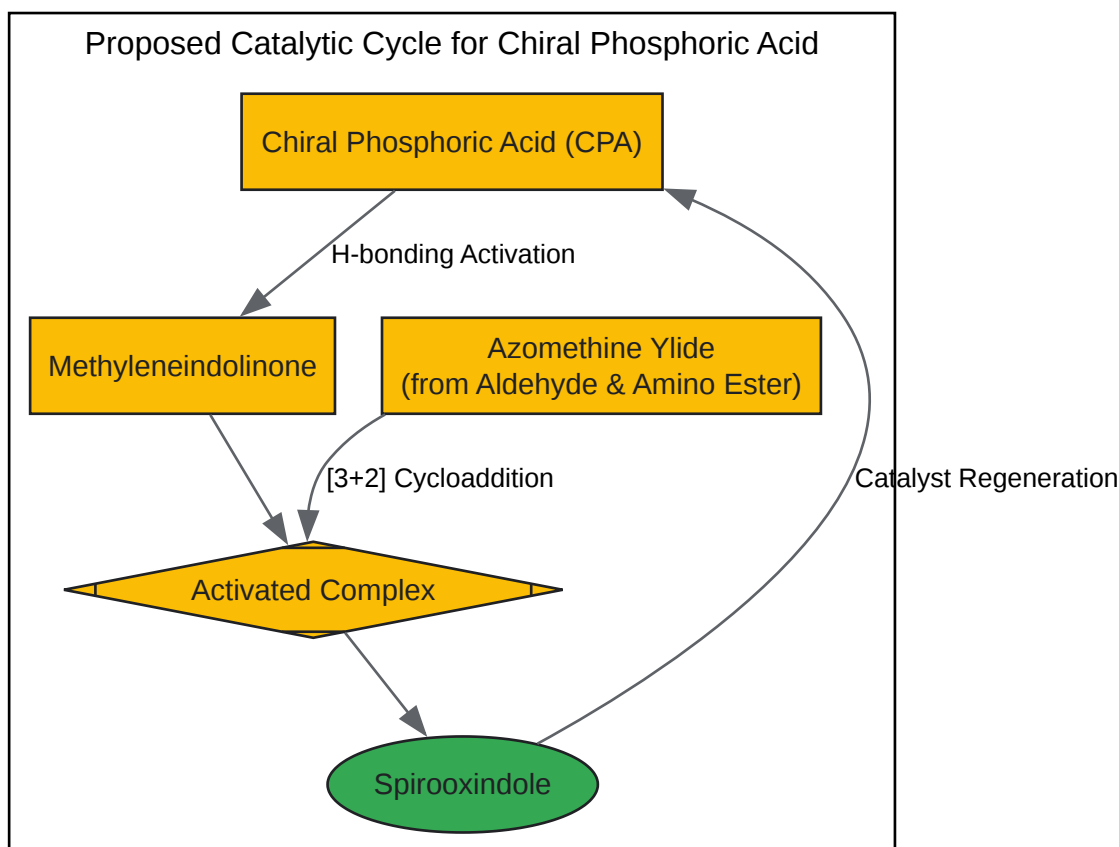 Proposed Catalytic Cycle for Chiral Phosphoric Acid
Chiral Phosphoric Acid (CPA)
H-bonding Activation
Methyleneindolinone
Azomethine Ylide
(from Aldehyde & Amino Ester)
[3+2] Cycloaddition
Catalyst Regeneration
Activated Complex
Spirooxindole